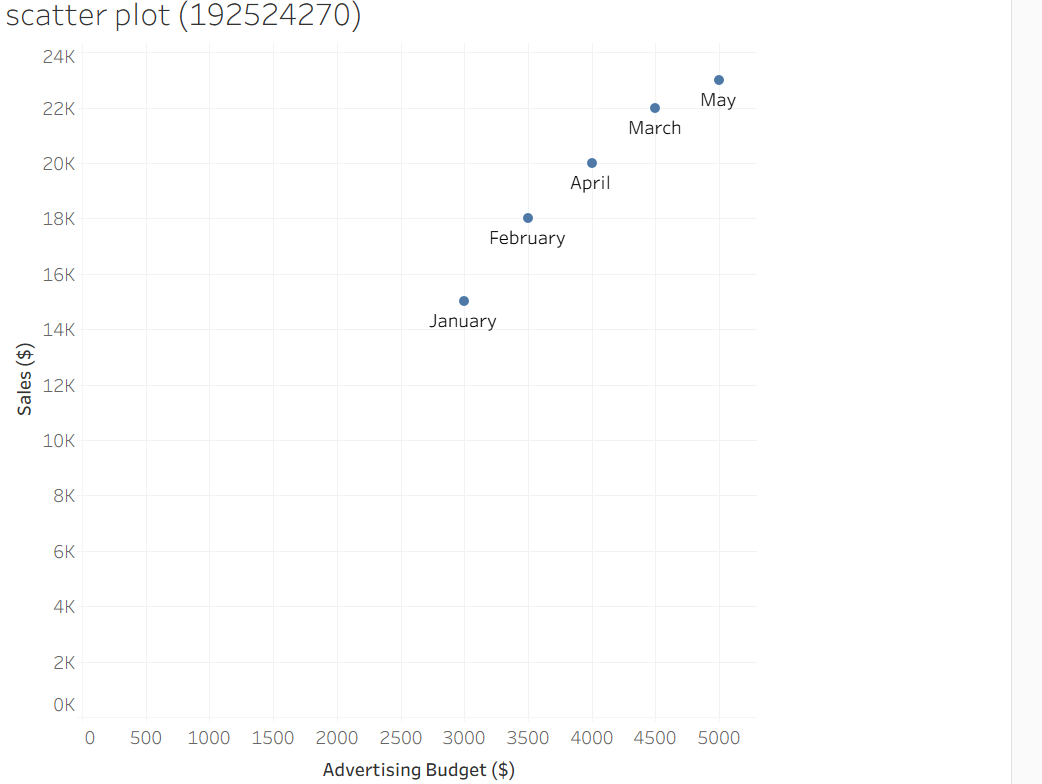 scatter plot (192524270)
24K
22K
20K
18K
16K
14K
12K
10K
8K
6K
4K
2K
0K
Sales ($)
May
March
April
February
January
0 500 1000 1500 2000 2500 3000 3500 4000 4500 5000
Advertising Budget ($)